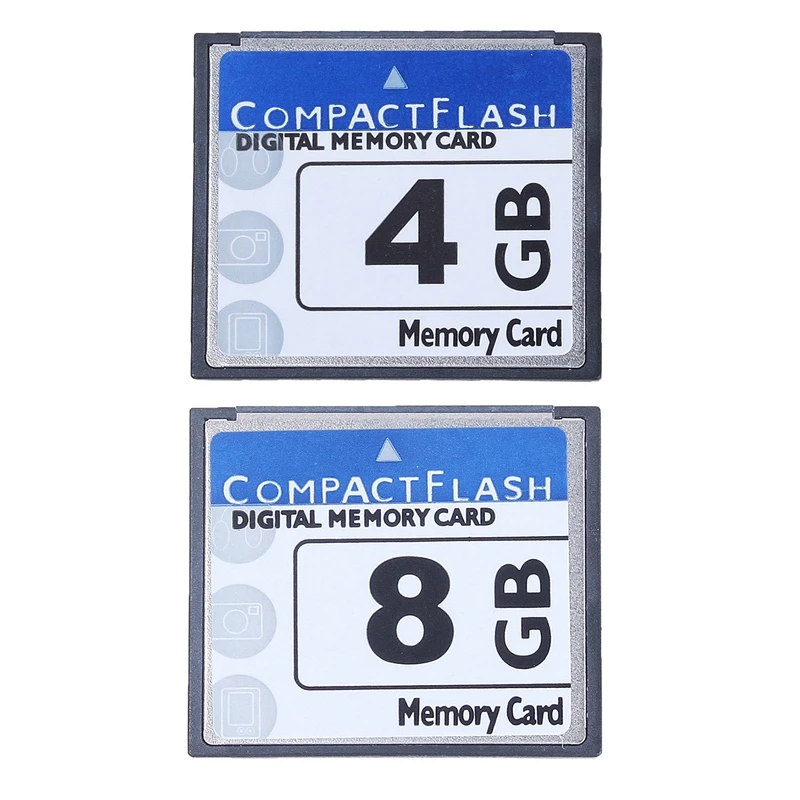 COMPACTFLASH
DIGITAL MEMORY CARD
4 GB
Memory Card
COMPACTFLASH
DIGITAL MEMORY CARD
8 GB
Memory Card